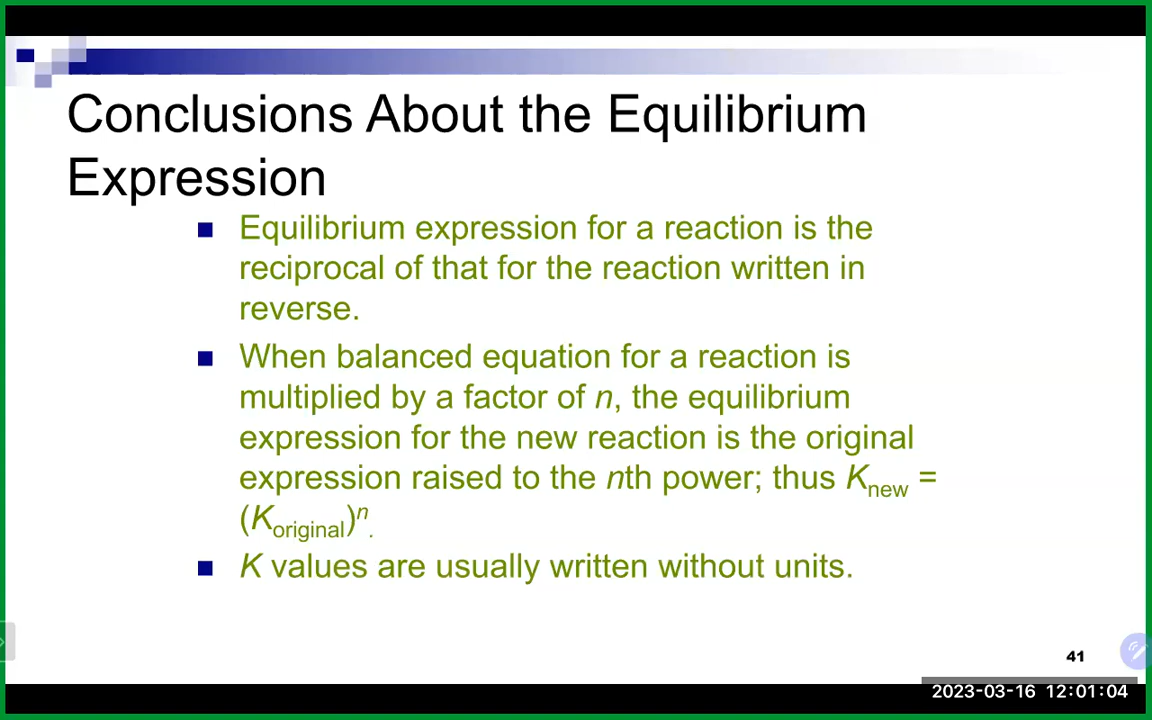 Conclusions About the Equilibrium
Expression
■ Equilibrium expression for a reaction is the
reciprocal of that for the reaction written in
reverse.
■ When balanced equation for a reaction is
multiplied by a factor of n, the equilibrium
expression for the new reaction is the original
expression raised to the nth power; thus Knew =
(Koriginal)n.
■ K values are usually written without units.
41
2023-03-16 12:01:04